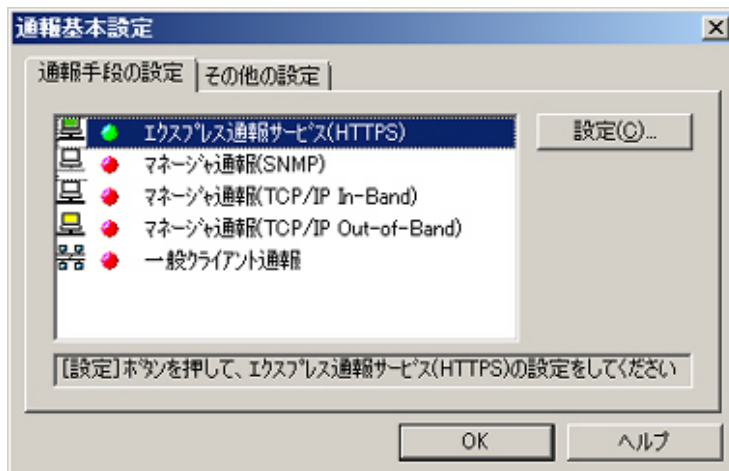 通報基本設定
通報手段の設定 その他の設定
ｴｸｽﾌﾟﾚｽ通報ｻｰﾋﾞｽ(HTTPS)
設定(C)...
ﾏﾈｰｼﾞｬ通報(SNMP)
ﾏﾈｰｼﾞｬ通報(TCP/IP In-Band)
ﾏﾈｰｼﾞｬ通報(TCP/IP Out-of-Band)
一般ｸﾗｲｱﾝﾄ通報
[設定]ﾎﾞﾀﾝを押して、ｴｸｽﾌﾟﾚｽ通報ｻｰﾋﾞｽ(HTTPS)の設定をしてください
OK ヘルプ